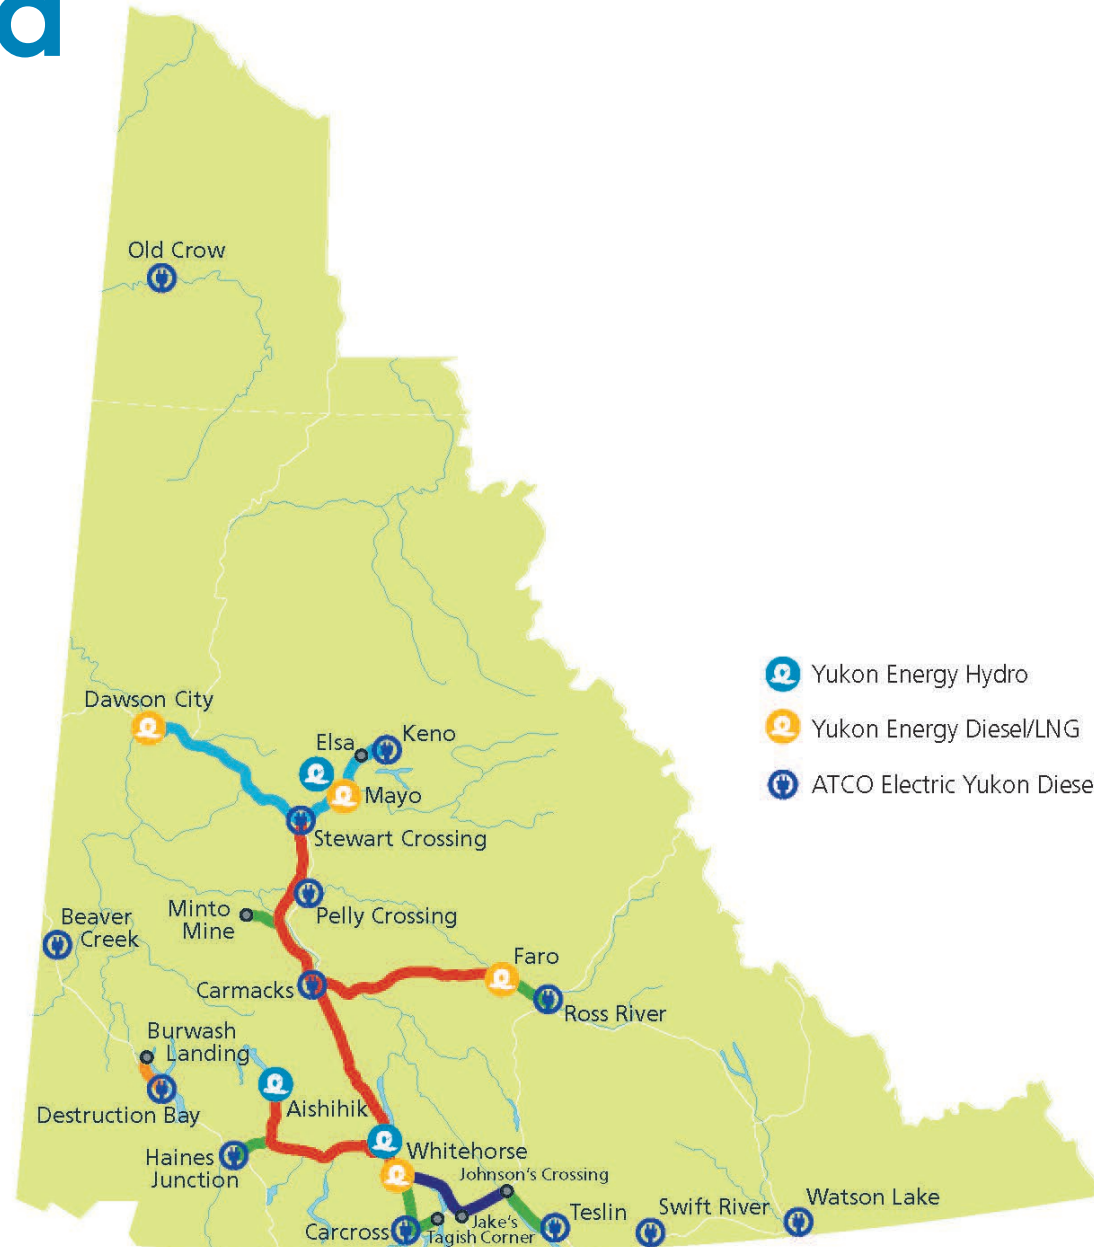 a
Old Crow
Dawson City
Elsa
Keno
Mayo
Stewart Crossing
Yukon Energy Hydro
Yukon Energy Diesel/LNG
ATCO Electric Yukon Diese
Minto
Mine
Pelly Crossing
Beaver
Creek
Faro
Carmacks
Ross River
Burwash
Landing
Destruction Bay
Aishihik
Haines
Junction
Whitehorse
Johnson's Crossing
Carcross
Tagish
Jake's
Corner
Teslin
Swift River
Watson Lake